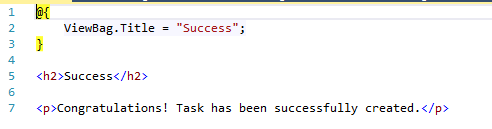 1 @{
2 ViewBag.Title = "Success";
3 }
4
5 <h2>Success</h2>
6
7 <p>Congratulations! Task has been successfully created.</p>